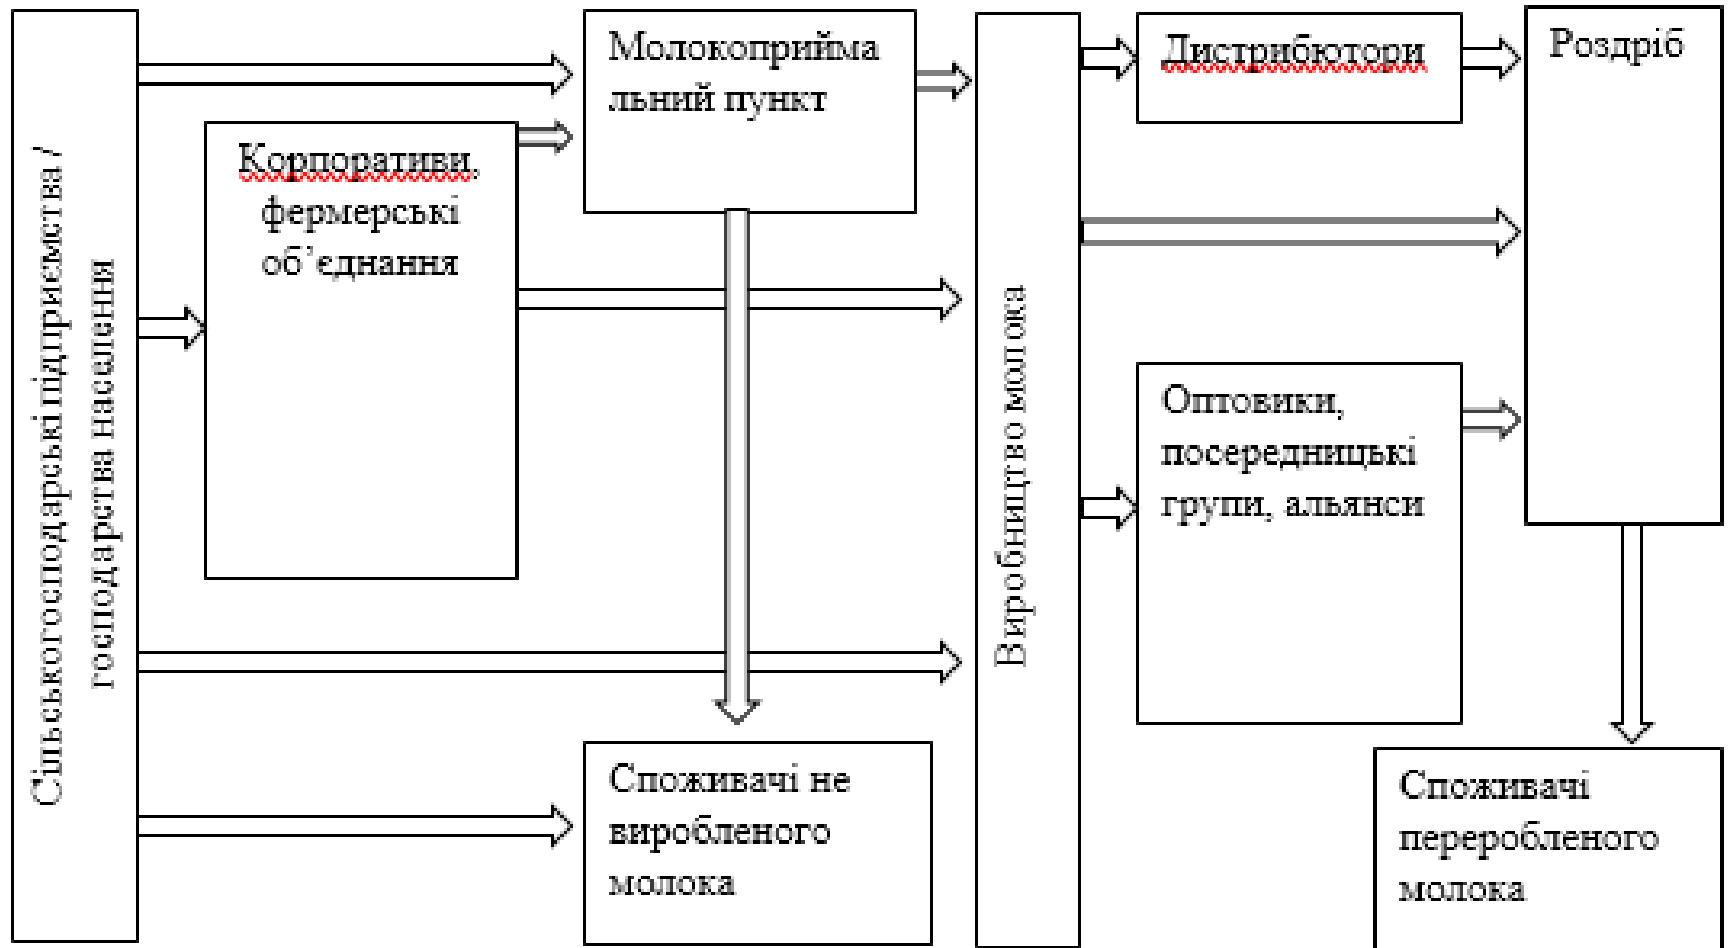 Сільськогосподарські підприємства /
господарства населення
Корпоративи,
фермерські
об’єднання
Молокоприйма
льний пункт
Споживачі не
виробленого
молока
Виробництво молока
Дистрибютори
Оптовики,
посередницькі
групи, альянси
Роздріб
Споживачі
переробленого
молока